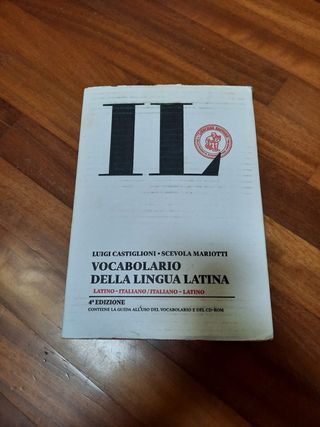 IL
LUIGI CASTIGLIONI • SCEVOLA MARIOTTI
VOCABOLARIO
DELLA LINGUA LATINA
LATINO - ITALIANO / ITALIANO - LATINO
4ª EDIZIONE
CONTIENE LA GUIDA ALL'USO DEL VOCABOLARIO E DEL CD-ROM